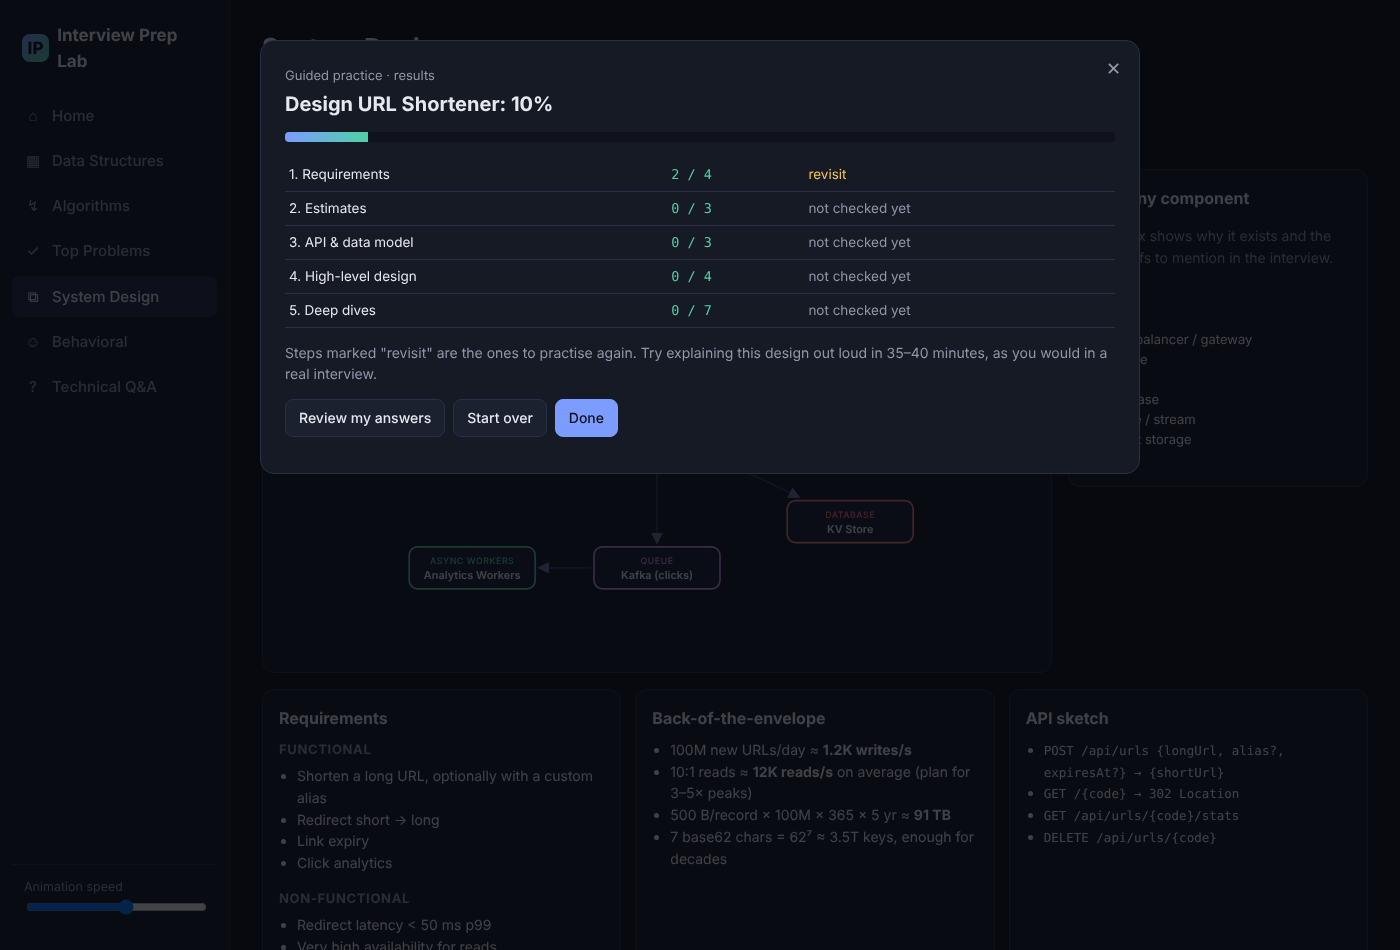 IP
Interview Prep
Lab
Home
Data Structures
Algorithms
Top Problems
System Design
Behavioral
? Technical Q&A
Animation speed
Guided practice · results
Design URL Shortener: 10%
1. Requirements 2 / 4 revisit
2. Estimates 0 / 3 not checked yet
3. API & data model 0 / 3 not checked yet
4. High-level design 0 / 4 not checked yet
5. Deep dives 0 / 7 not checked yet
Steps marked "revisit" are the ones to practise again. Try explaining this design out loud in 35–40 minutes, as you would in a
real interview.
Review my answers
Start over
Done
component
shows why it exists and the
to mention in the interview.
balancer / gateway
/ stream
storage
DATABASE
KV Store
ASYNC WORKERS
Analytics Workers
QUEUE
Kafka (clicks)
Requirements
FUNCTIONAL
• Shorten a long URL, optionally with a custom
alias
• Redirect short → long
• Link expiry
• Click analytics
NON-FUNCTIONAL
• Redirect latency < 50 ms p99
• Very high availability for reads
Back-of-the-envelope
• 100M new URLs/day ≈ 1.2K writes/s
• 10:1 reads ≈ 12K reads/s on average (plan for
3–5× peaks)
• 500 B/record × 100M × 365 × 5 yr ≈ 91 TB
• 7 base62 chars = 62⁷ ≈ 3.5T keys, enough for
decades
API sketch
• POST /api/urls {longUrl, alias?,
expiresAt?} → {shortUrl}
• GET /{code} → 302 Location
• GET /api/urls/{code}/stats
• DELETE /api/urls/{code}